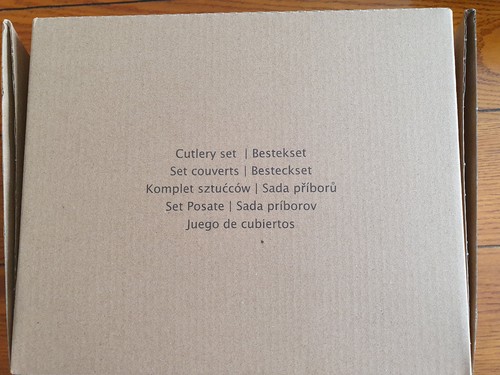 Cutlery set | Bestekset
Set couverts | Besteckset
Komplet sztućców | Sada příborů
Set Posate | Sada príborov
Juego de cubiertos